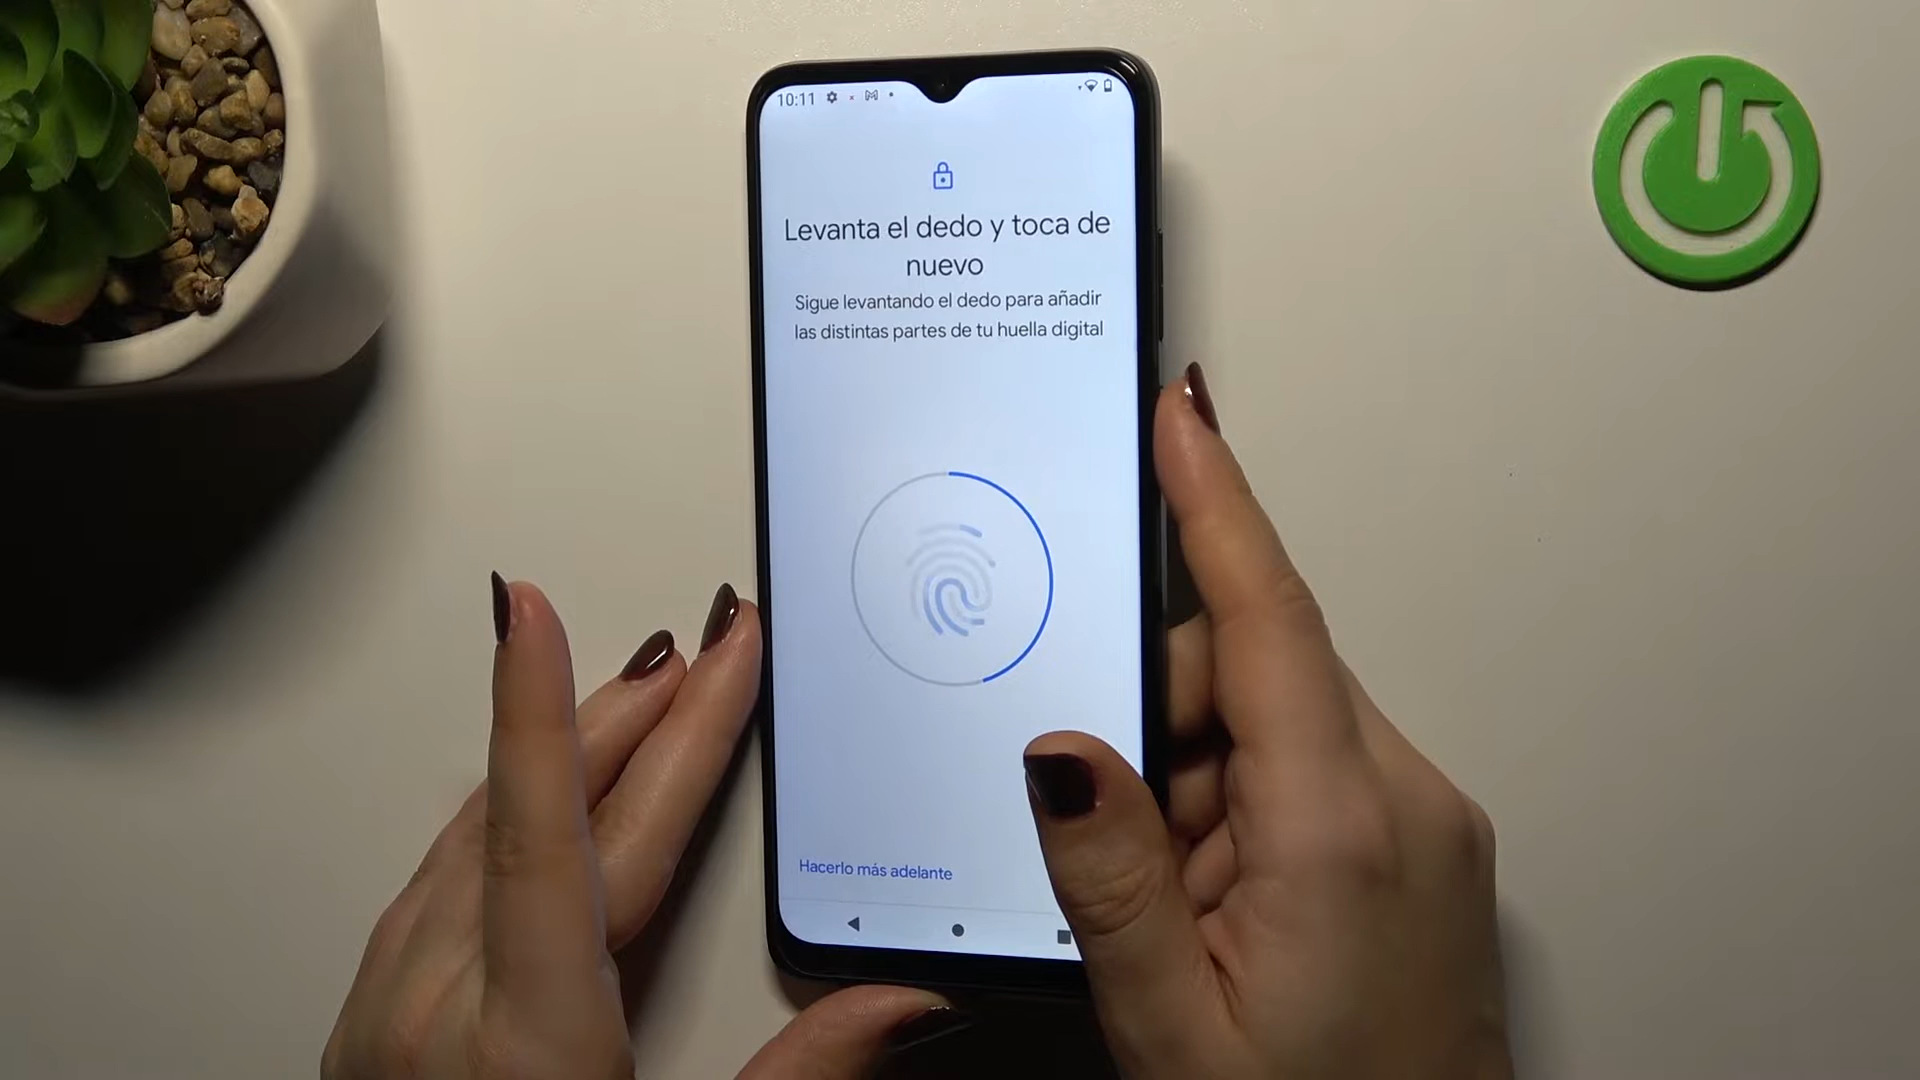 10:11
Levanta el dedo y toca de
nuevo
Sigue levantando el dedo para añadir
las distintas partes de tu huella digital
Hacerlo más adelante